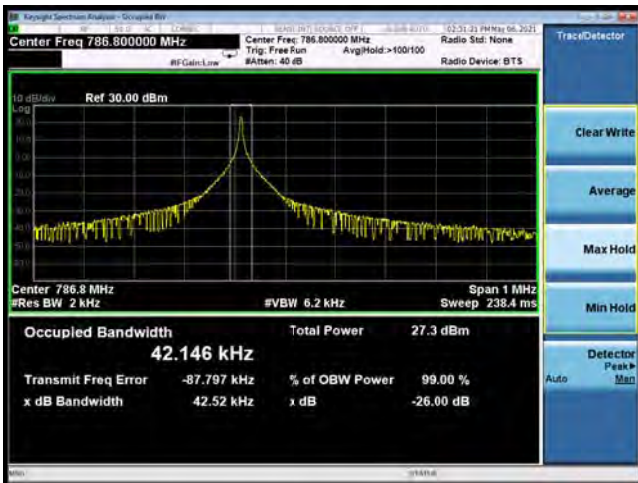 Keysight Spectrum Analyzer - Occupied BW
02:31:21 PM May 06, 2021
Center Freq 786.800000 MHz
Center Freq: 786.800000 MHz
Radio Std: None
Trig: Free Run
Avg|Hold:>100/100
#IFGain:Low
#Atten: 40 dB
Radio Device: BTS
Trace/Detector
10 dB/div
Ref 30.00 dBm
Log
Clear Write
Average
Max Hold
Min Hold
Center 786.8 MHz
Span 1 MHz
#Res BW 2 kHz
#VBW 6.2 kHz
Sweep 238.4 ms
Occupied Bandwidth
Total Power
27.3 dBm
42.146 kHz
Transmit Freq Error
-87.797 kHz
% of OBW Power
99.00 %
x dB Bandwidth
42.52 kHz
x dB
-26.00 dB
Detector
Peak▶
Auto
Man
MSG
STATUS